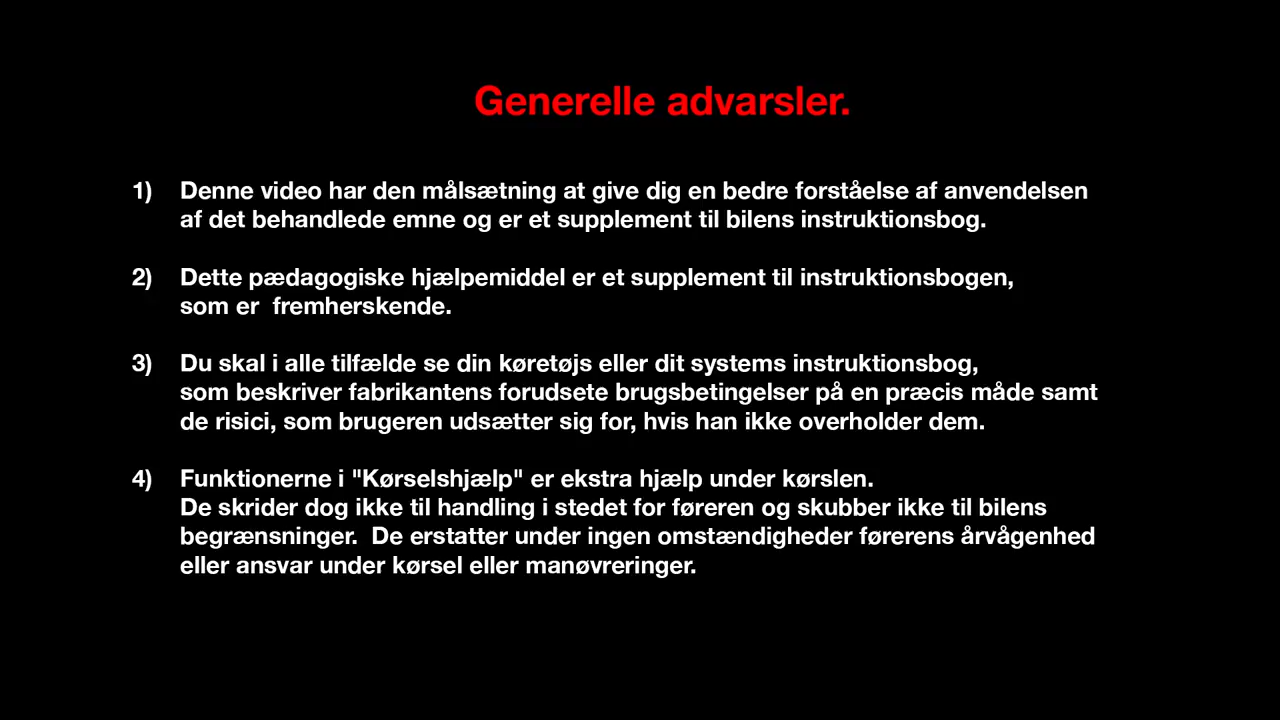 Generelle advarsler.
1) Denne video har den målsætning at give dig en bedre forståelse af anvendelsen
af det behandlede emne og er et supplement til bilens instruktionsbog.
2) Dette pædagogiske hjælpemiddel er et supplement til instruktionsbogen,
som er  fremherskende.
3) Du skal i alle tilfælde se din køretøjs eller dit systems instruktionsbog,
som beskriver fabrikantens forudsete brugsbetingelser på en præcis måde samt
de risici, som brugeren udsætter sig for, hvis han ikke overholder dem.
4) Funktionerne i "Kørselshjælp" er ekstra hjælp under kørslen.
De skrider dog ikke til handling i stedet for føreren og skubber ikke til bilens
begrænsninger.  De erstatter under ingen omstændigheder førerens årvågenhed
eller ansvar under kørsel eller manøvreringer.